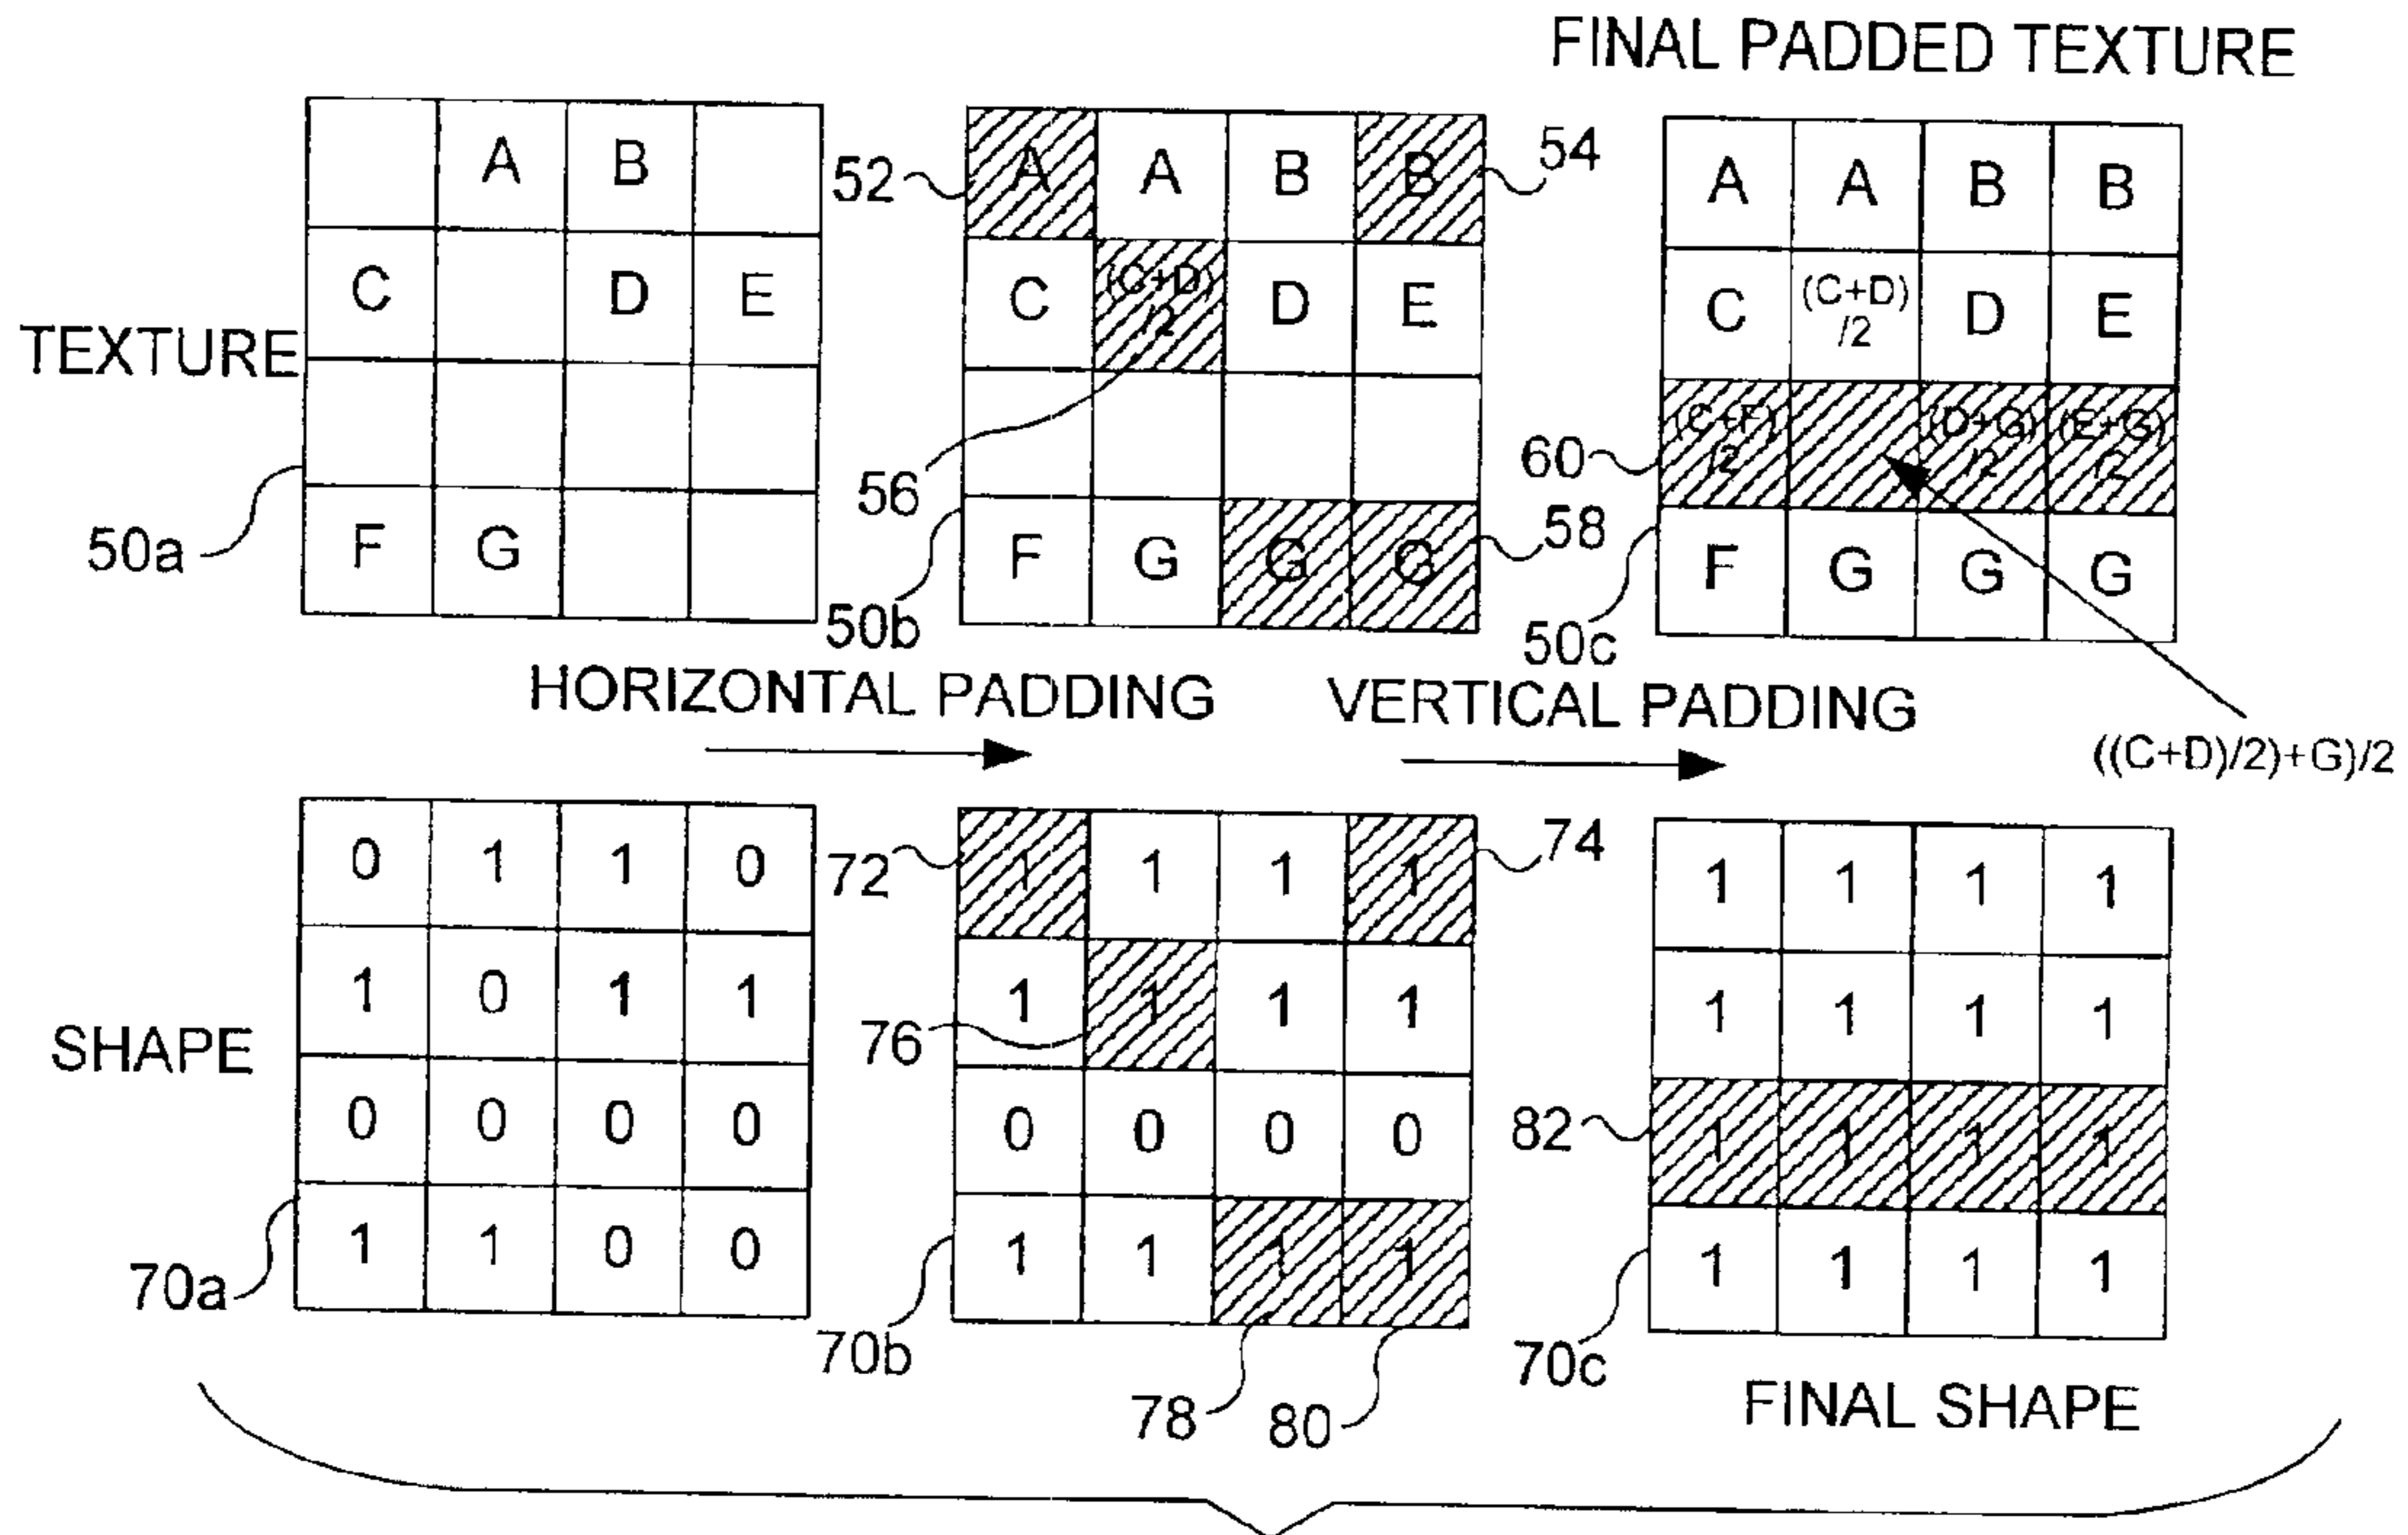 FINAL PADDED TEXTURE
TEXTURE
A B
C D E
F G
50a
52
54
A A B B
C (C+D)/2 D E
F G G G
56
58
50b
A A B B
C (C+D)/2 D E
(C+F)/2 (D+G)/2 (E+G)/2
F G G G
60
50c
((C+D)/2)+G)/2
HORIZONTAL PADDING
VERTICAL PADDING
SHAPE
0 1 1 0
1 0 1 1
0 0 0 0
1 1 0 0
70a
72
74
1 1 1 1
1 1 1 1
0 0 0 0
1 1 1 1
76
70b
78
80
1 1 1 1
1 1 1 1
1 1 1 1
1 1 1 1
82
70c
FINAL SHAPE